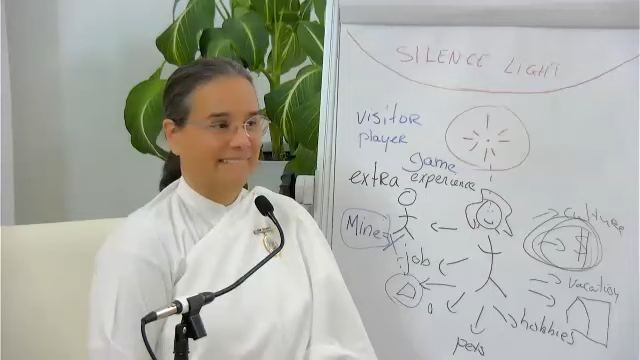 SILENCE LIGHT
visitor
player
game
extra experience
culture
Mine
$
job
vacation
hobbies
pets